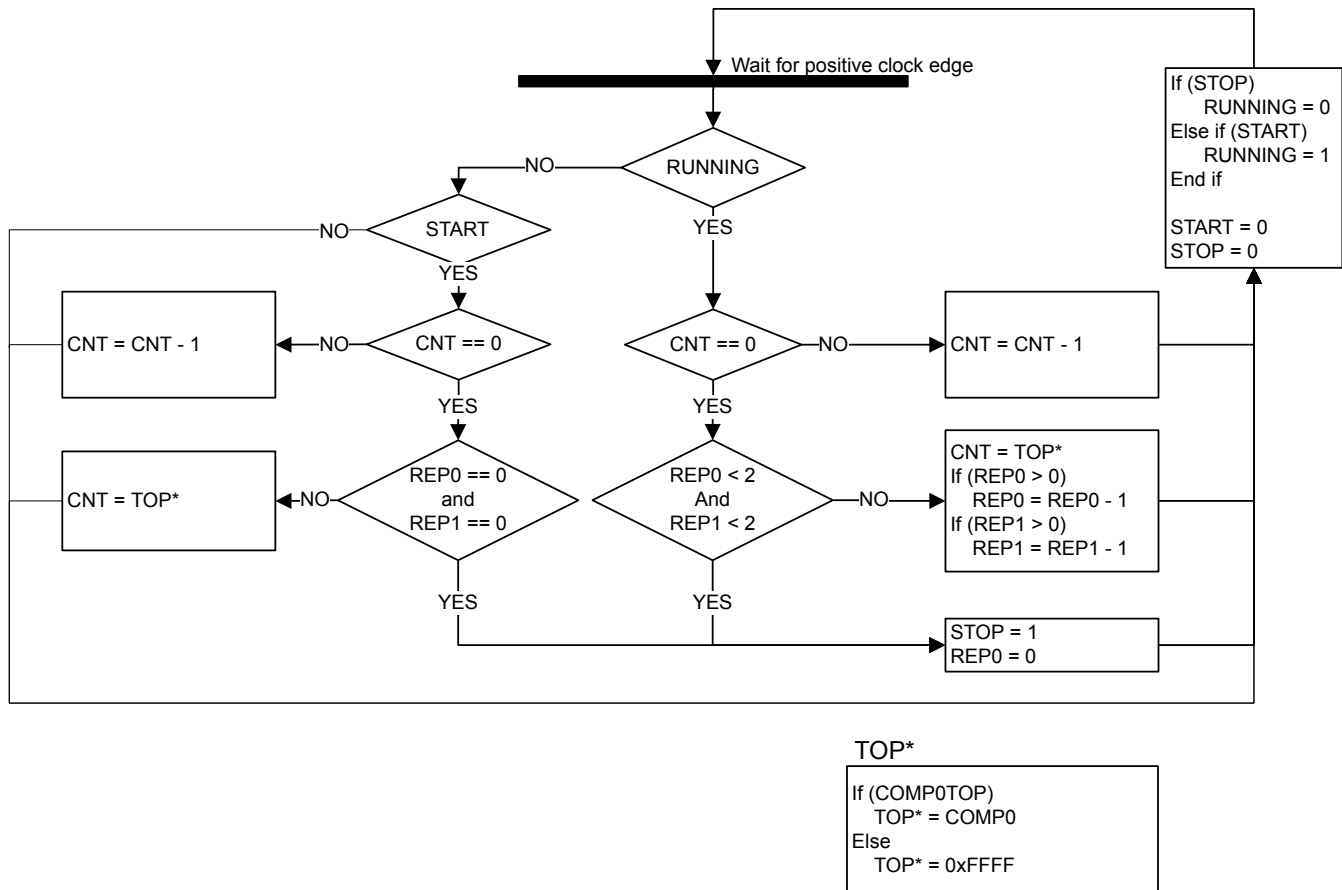 Wait for positive clock edge
If (STOP)
RUNNING = 0
Else if (START)
RUNNING = 1
End if
START = 0
STOP = 0
RUNNING
NO
YES
START
NO
YES
CNT = CNT - 1
NO
CNT == 0
YES
CNT == 0
NO
YES
CNT = CNT - 1
CNT = TOP*
NO
REP0 == 0
and
REP1 == 0
YES
REP0 < 2
And
REP1 < 2
NO
YES
CNT = TOP*
If (REP0 > 0)
REP0 = REP0 - 1
If (REP1 > 0)
REP1 = REP1 - 1
STOP = 1
REP0 = 0
TOP*
If (COMP0TOP)
TOP* = COMP0
Else
TOP* = 0xFFFF